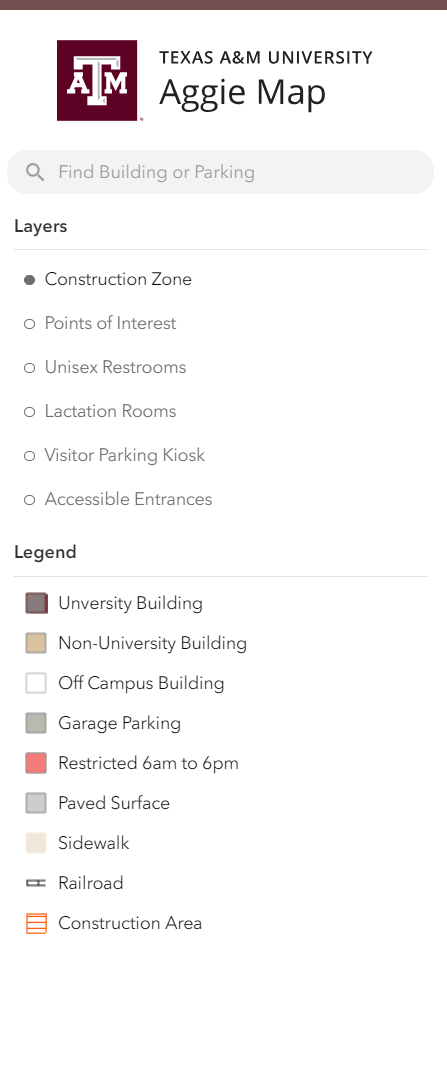 ATM
TEXAS A&M UNIVERSITY
Aggie Map
Find Building or Parking
Layers
Construction Zone
Points of Interest
Unisex Restrooms
Lactation Rooms
Visitor Parking Kiosk
Accessible Entrances
Legend
Unversity Building
Non-University Building
Off Campus Building
Garage Parking
Restricted 6am to 6pm
Paved Surface
Sidewalk
Railroad
Construction Area